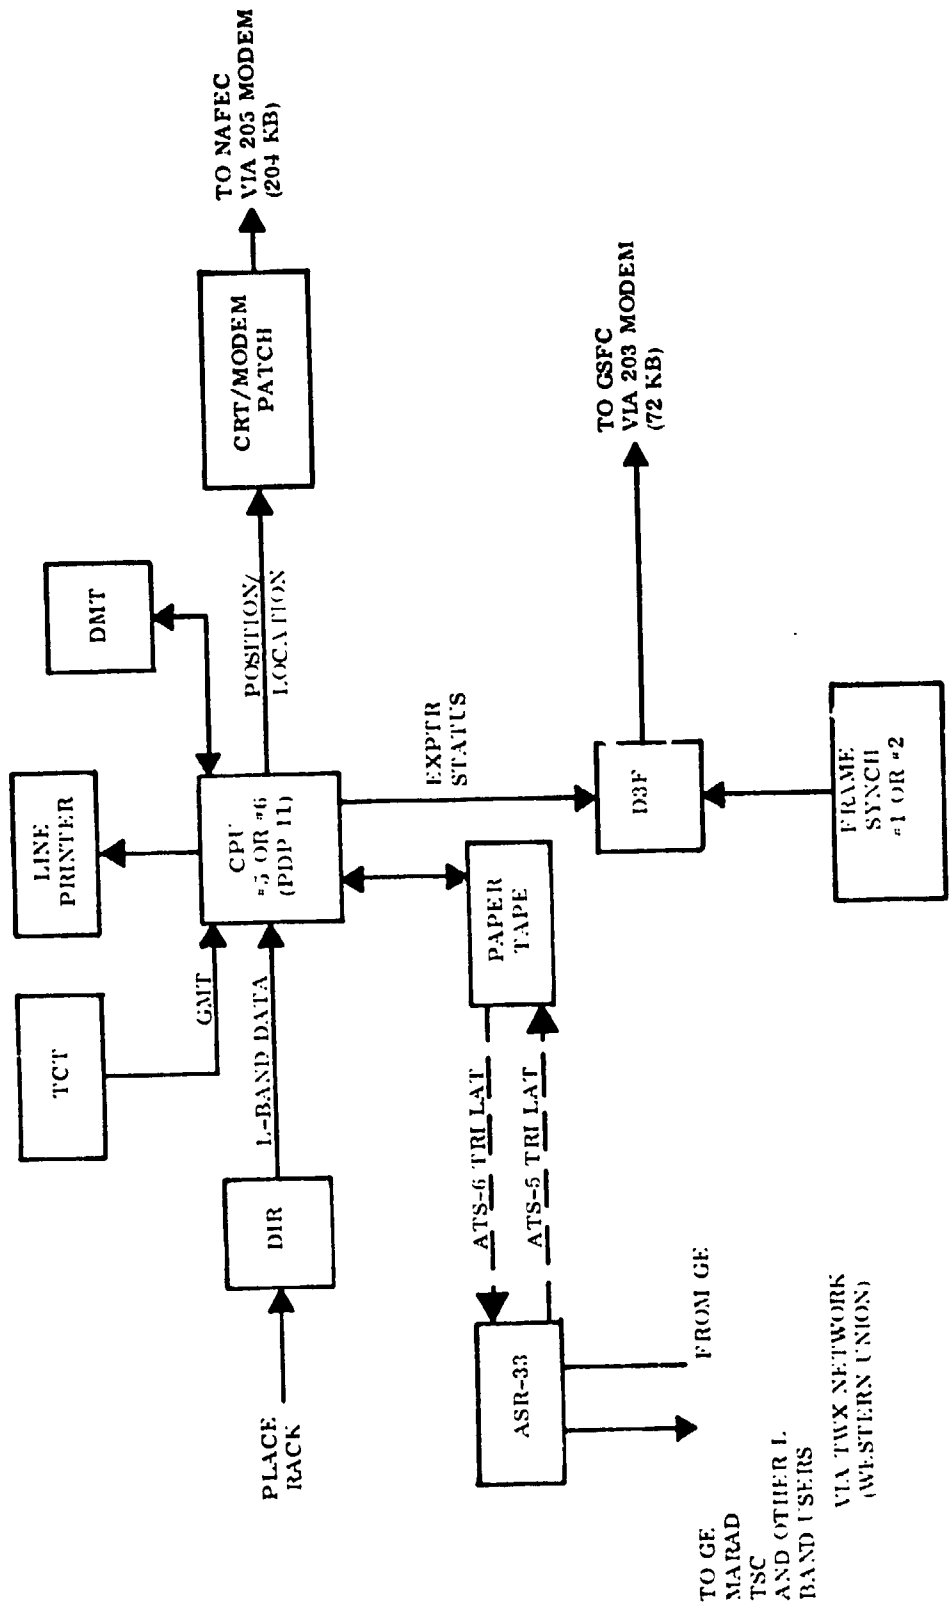 TCT
LINE
PRINTER
DMT
GMT
PLACE
RACK
DIR
L-BAND DATA
CPU
#5 OR #6
(PDP 11)
POSITION/
LOCATION
CRT/MODEM
PATCH
TO NAFEC
VIA 205 MODEM
(204 KB)
EXPTR
STATUS
ASR-33
ATS-6 TRI LAT
ATS-5 TRI LAT
PAPER
TAPE
D3F
TO GSFC
VIA 203 MODEM
(72 KB)
FRAME
SYNCH
#1 OR #2
FROM GE
TO GE
MARAD
TSC
AND OTHER L
BAND USERS
VIA TWX NETWORK
(WESTERN UNION)